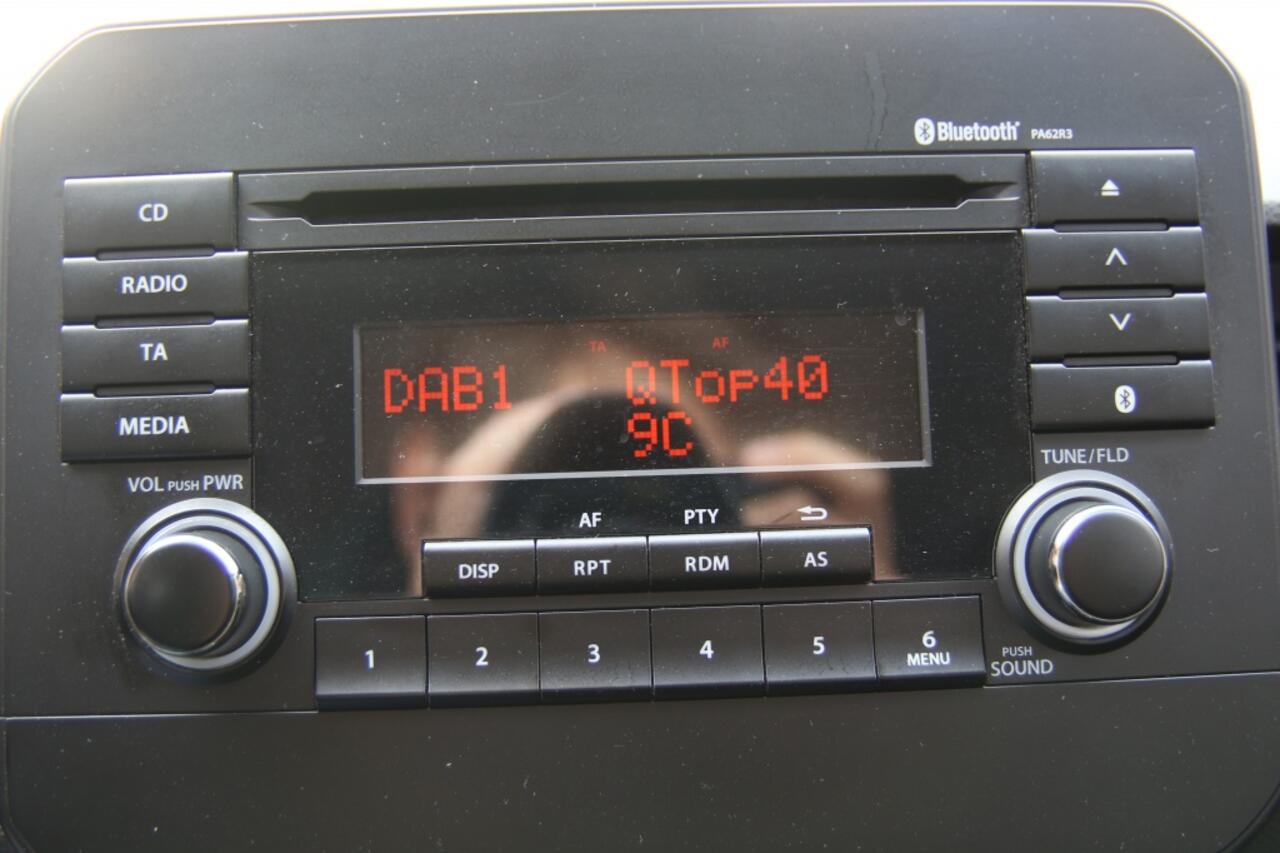 Bluetooth PA62R3
CD
RADIO
TA
MEDIA
VOL PUSH PWR
TA AF
DAB1 QTop40
9C
TUNE/FLD
AF PTY
DISP RPT RDM AS
1 2 3 4 5 6
MENU
PUSH
SOUND